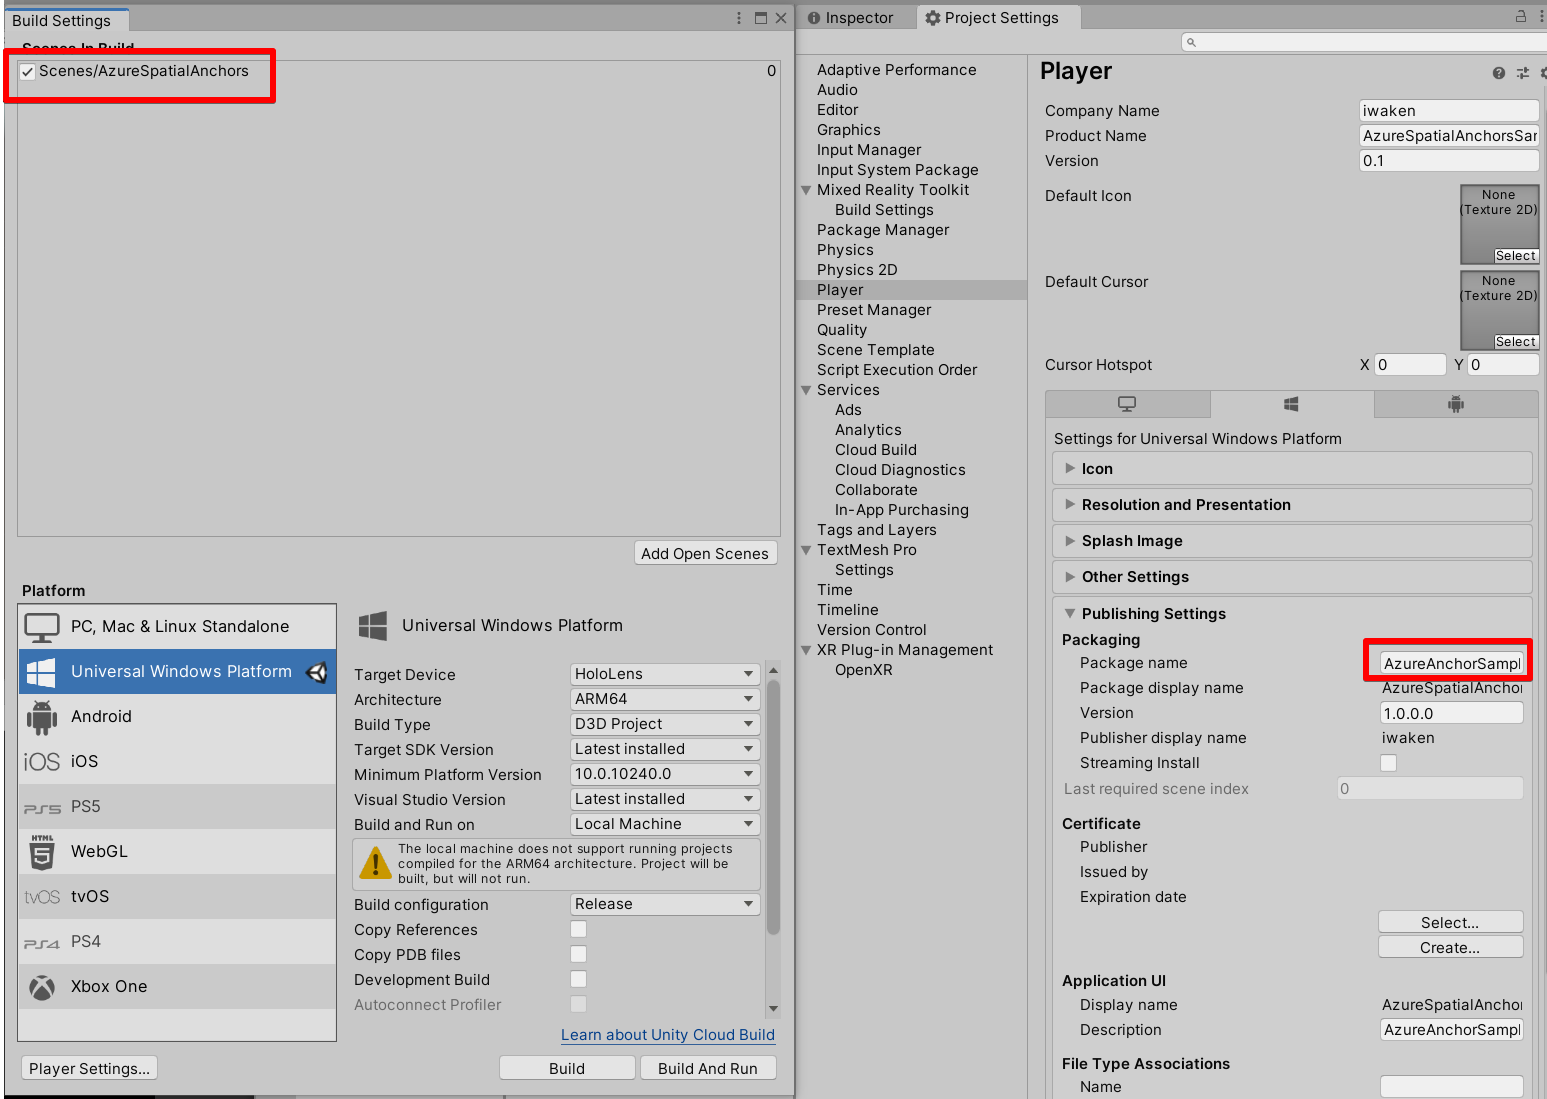 Build Settings
Scenes In Build
Scenes/AzureSpatialAnchors 0
Add Open Scenes
Platform
PC, Mac & Linux Standalone
Universal Windows Platform
Android
iOS iOS
PS5 PS5
HTML
5 WebGL
tvOS tvOS
PS4 PS4
Xbox One
Universal Windows Platform
Target Device HoloLens
Architecture ARM64
Build Type D3D Project
Target SDK Version Latest installed
Minimum Platform Version 10.0.10240.0
Visual Studio Version Latest installed
Build and Run on Local Machine
The local machine does not support running projects
compiled for the ARM64 architecture. Project will be
built, but will not run.
Build configuration Release
Copy References
Copy PDB files
Development Build
Autoconnect Profiler
Learn about Unity Cloud Build
Player Settings... Build Build And Run
Inspector Project Settings
Adaptive Performance
Audio
Editor
Graphics
Input Manager
Input System Package
Mixed Reality Toolkit
Build Settings
Package Manager
Physics
Physics 2D
Player
Preset Manager
Quality
Scene Template
Script Execution Order
Services
Ads
Analytics
Cloud Build
Cloud Diagnostics
Collaborate
In-App Purchasing
Tags and Layers
TextMesh Pro
Settings
Time
Timeline
Version Control
XR Plug-in Management
OpenXR
Player
Company Name iwaken
Product Name AzureSpatialAnchorsSar
Version 0.1
Default Icon None
(Texture 2D)
Select
Default Cursor None
(Texture 2D)
Select
Cursor Hotspot X 0 Y 0
Settings for Universal Windows Platform
Icon
Resolution and Presentation
Splash Image
Other Settings
Publishing Settings
Packaging
Package name AzureAnchorSampl
Package display name AzureSpatialAnchor
Version 1.0.0.0
Publisher display name iwaken
Streaming Install
Last required scene index 0
Certificate
Publisher
Issued by
Expiration date
Select...
Create...
Application UI
Display name AzureSpatialAnchor
Description AzureAnchorSampl
File Type Associations
Name